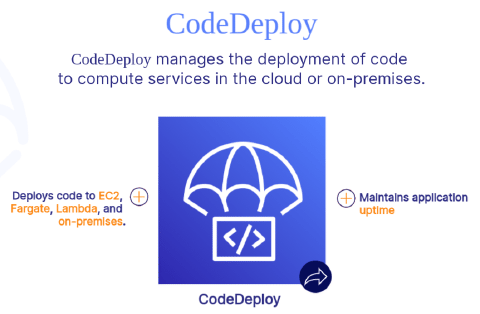 CodeDeploy
CodeDeploy manages the deployment of code
to compute services in the cloud or on-premises.
Deploys code to EC2,
Fargate, Lambda, and
on-premises.
</>
Maintains application
uptime
CodeDeploy